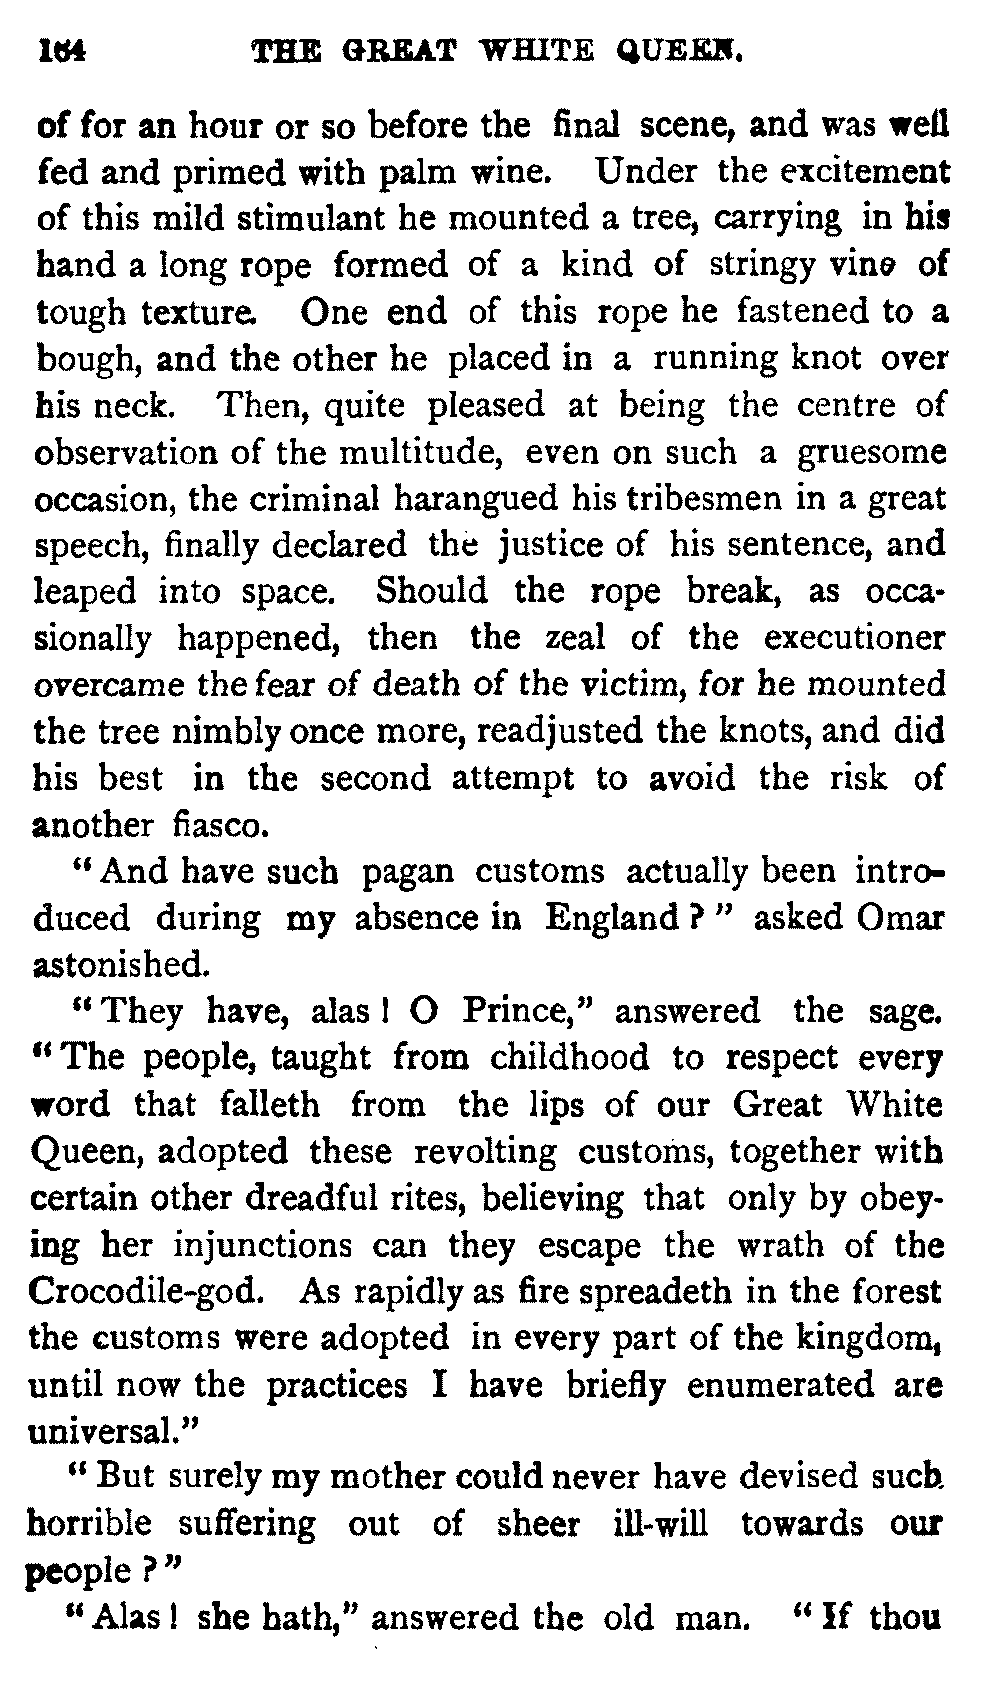 164 THE GREAT WHITE QUEEN.
of for an hour or so before the final scene, and was well
fed and primed with palm wine. Under the excitement
of this mild stimulant he mounted a tree, carrying in his
hand a long rope formed of a kind of stringy vine of
tough texture. One end of this rope he fastened to a
bough, and the other he placed in a running knot over
his neck. Then, quite pleased at being the centre of
observation of the multitude, even on such a gruesome
occasion, the criminal harangued his tribesmen in a great
speech, finally declared the justice of his sentence, and
leaped into space. Should the rope break, as occa-
sionally happened, then the zeal of the executioner
overcame the fear of death of the victim, for he mounted
the tree nimbly once more, readjusted the knots, and did
his best in the second attempt to avoid the risk of
another fiasco.
“And have such pagan customs actually been intro-
duced during my absence in England?” asked Omar
astonished.
“They have, alas! O Prince,” answered the sage.
“The people, taught from childhood to respect every
word that falleth from the lips of our Great White
Queen, adopted these revolting customs, together with
certain other dreadful rites, believing that only by obey-
ing her injunctions can they escape the wrath of the
Crocodile-god. As rapidly as fire spreadeth in the forest
the customs were adopted in every part of the kingdom,
until now the practices I have briefly enumerated are
universal.”
“But surely my mother could never have devised such
horrible suffering out of sheer ill-will towards our
people?”
“Alas! she hath,” answered the old man. “If thou